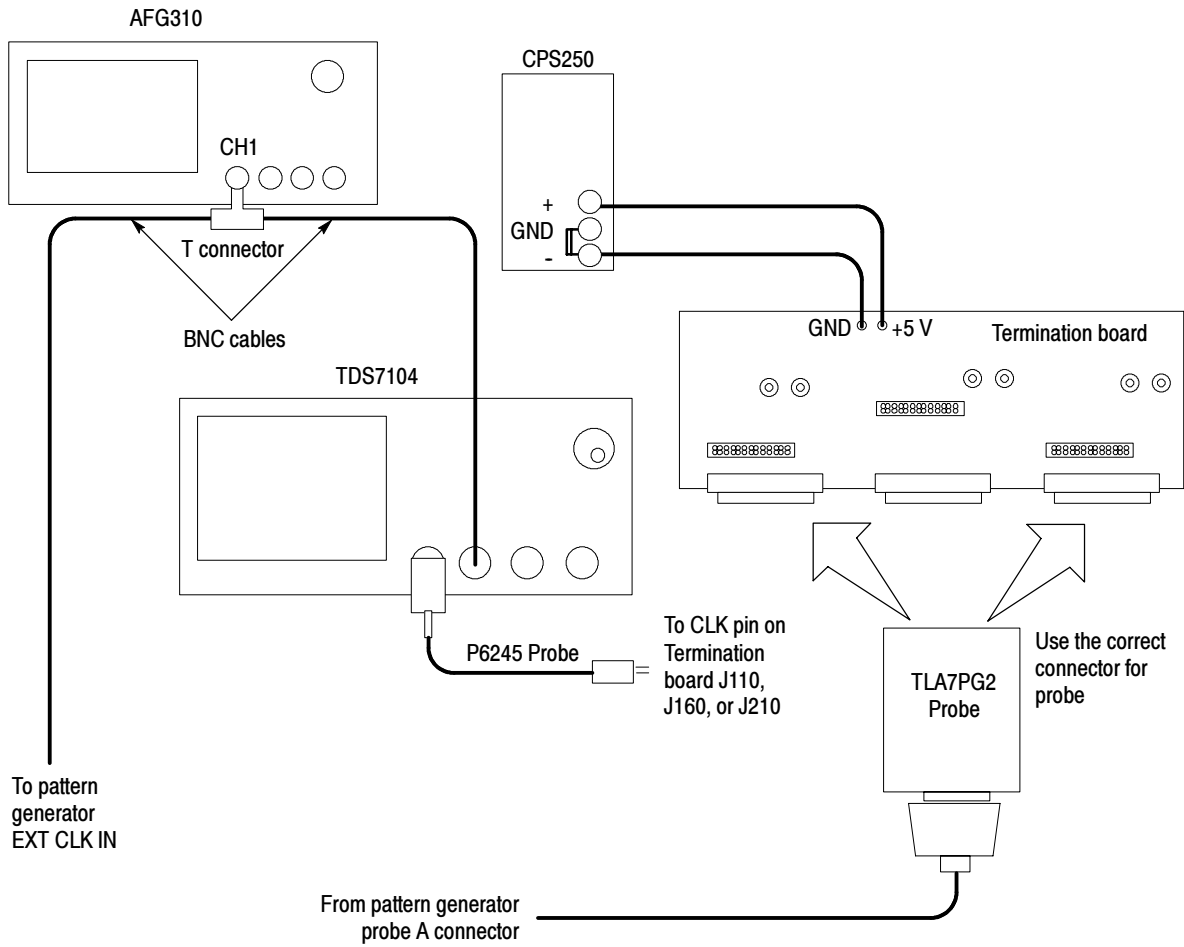 AFG310
CH1
T connector
BNC cables
CPS250
+
GND
-
GND
+5 V
Termination board
TDS7104
P6245 Probe
To CLK pin on
Termination
board J110,
J160, or J210
TLA7PG2
Probe
Use the correct
connector for
probe
To pattern
generator
EXT CLK IN
From pattern generator
probe A connector